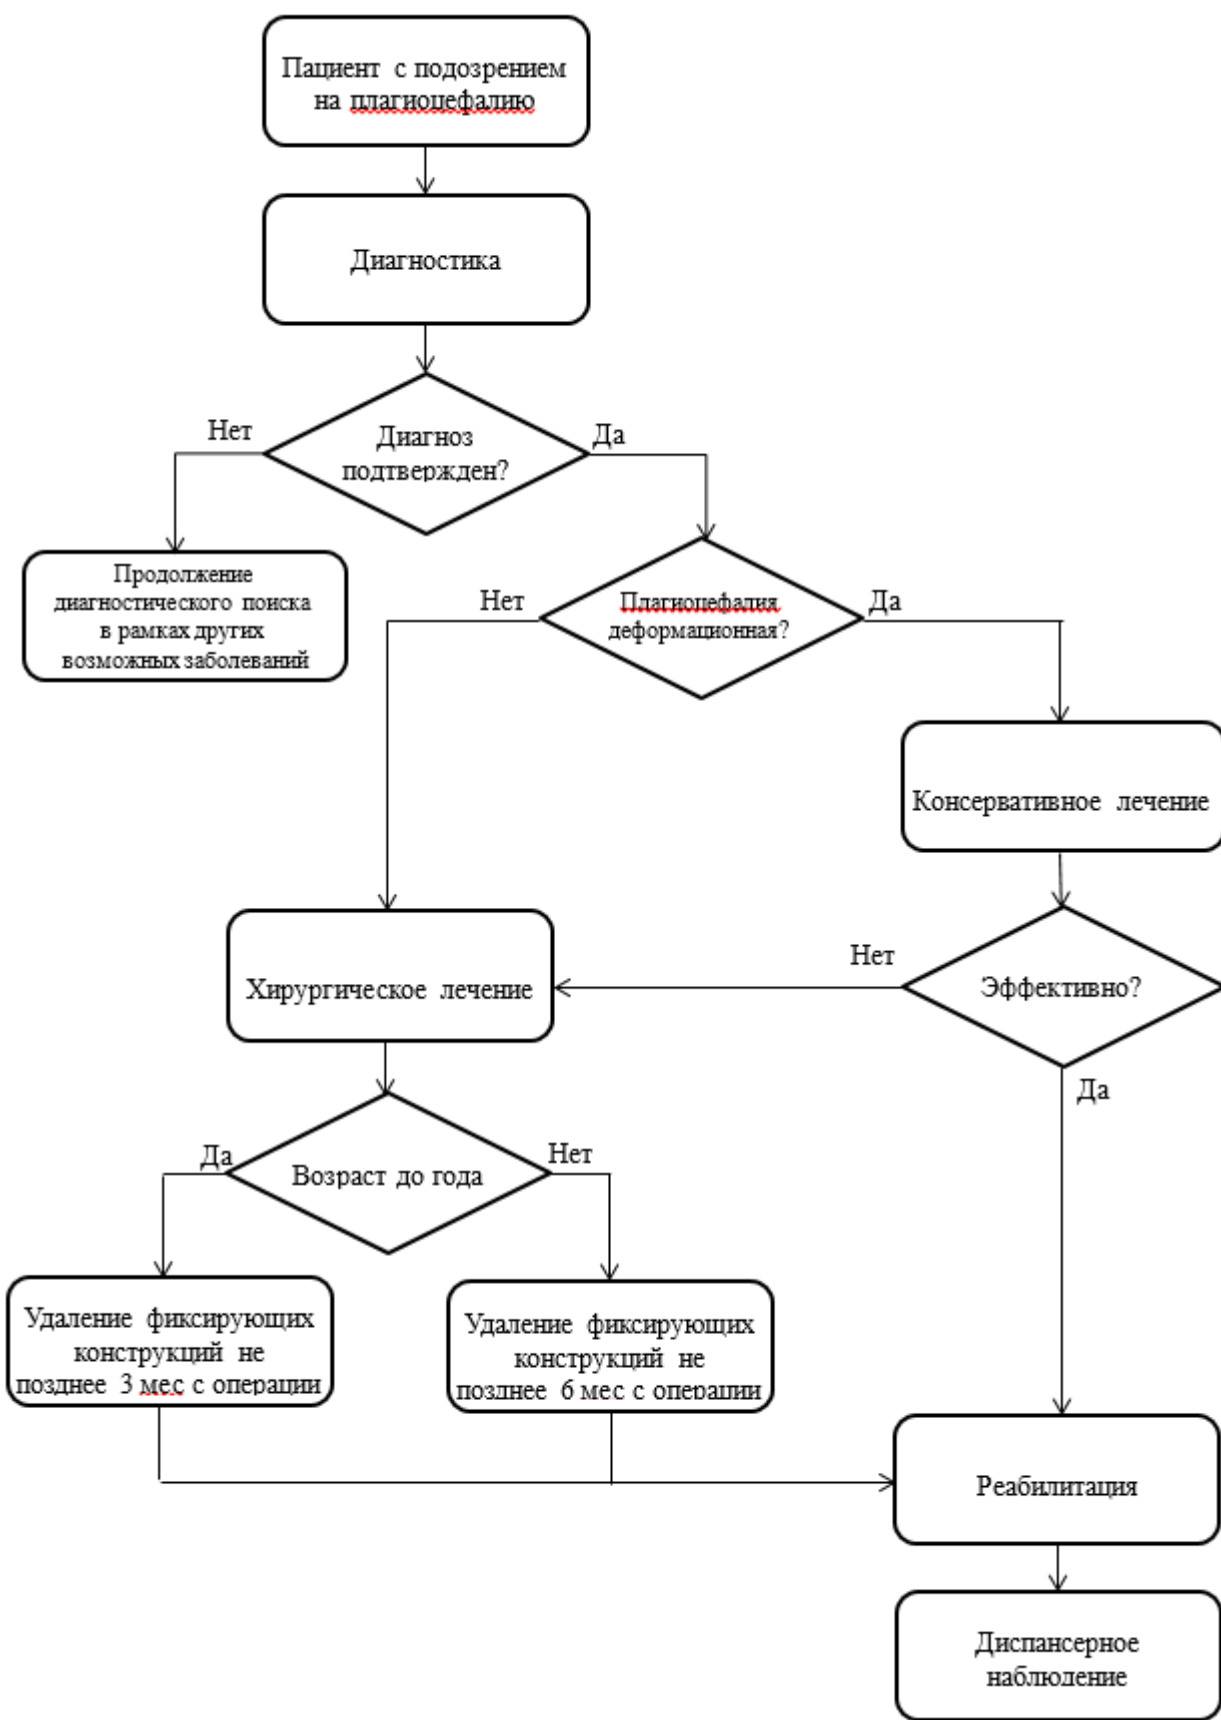 Пациент с подозрением
на плагиоцефалию
Диагностика
Диагноз
подтвержден?
Нет
Да
Продолжение
диагностического поиска
в рамках других
возможных заболеваний
Плагиоцефалия
деформационная?
Нет
Да
Консервативное лечение
Эффективно?
Нет
Да
Хирургическое лечение
Возраст до года
Да
Нет
Удаление фиксирующих
конструкций не
позднее 3 мес с операции
Удаление фиксирующих
конструкций не
позднее 6 мес с операции
Реабилитация
Диспансерное
наблюдение